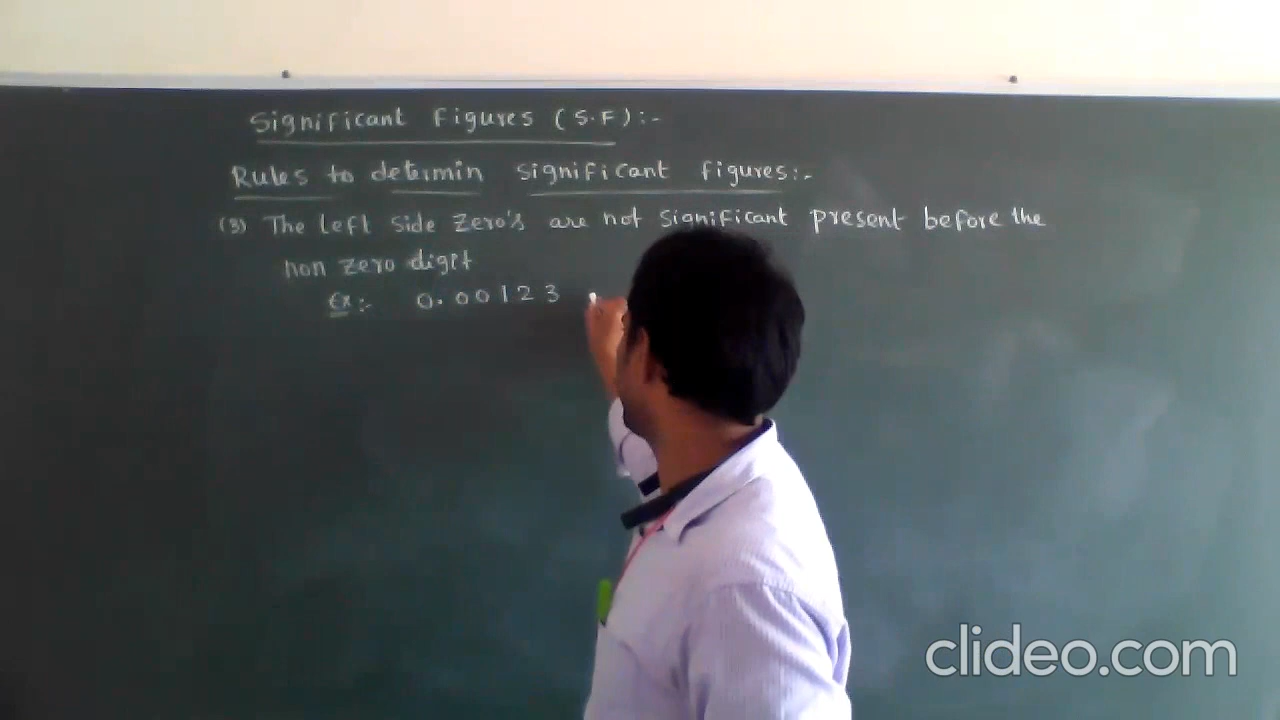 Significant Figures (S.F):-
Rules to determin significant figures:-
(3) The Left side Zero's are not significant present before the
non zero digit
Ex:- 0.00123
clideo.com